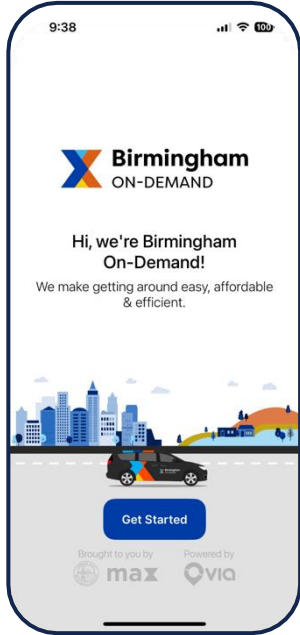 9:38
100
Birmingham
ON-DEMAND
Hi, we're Birmingham
On-Demand!
We make getting around easy, affordable
& efficient.
Birmingham
Get Started
Brought to you by
Powered by
max
via